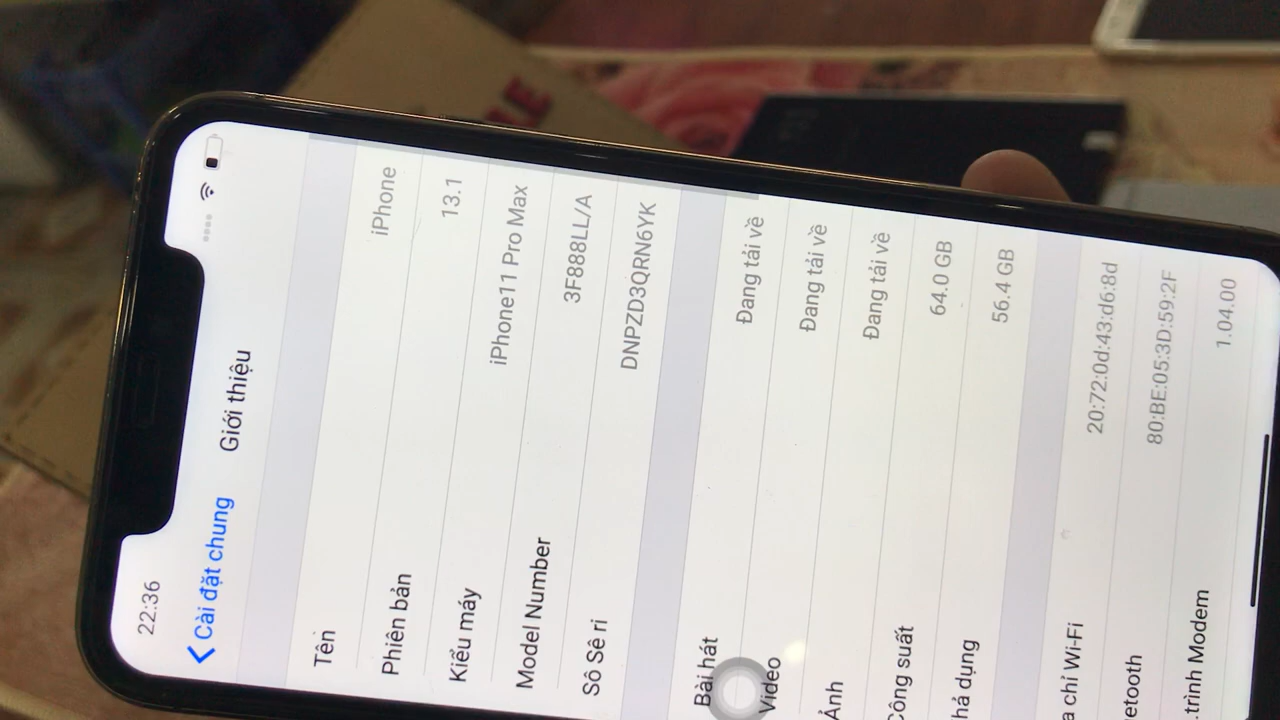 22:36
Cài đặt chung Giới thiệu
Tên iPhone
Phiên bản 13.1
Kiểu máy iPhone11 Pro Max
Model Number 3F888LL/A
Số Sê ri DNPZD3QRN6YK
Bài hát Đang tải về
Video Đang tải về
Ảnh Đang tải về
Công suất 64.0 GB
hả dụng 56.4 GB
a chỉ Wi-Fi 20:72:0d:43:d6:8d
etooth 80:BE:05:3D:59:2F
trình Modem 1.04.00
LE